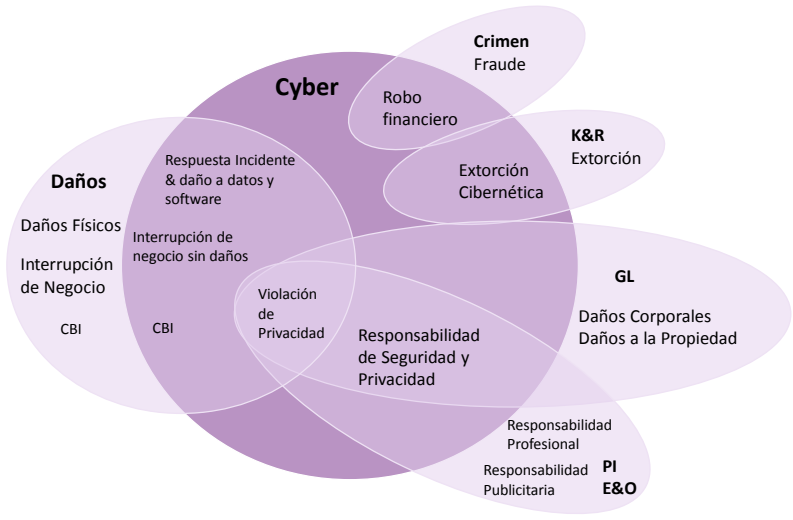 Crimen
Fraude
Cyber
Robo
financiero
K&R
Extorción
Extorción
Cibernética
Respuesta Incidente
& daño a datos y
software
Daños
Daños Físicos
Interrupción de
negocio sin daños
Interrupción
de Negocio
CBI
CBI
Violación
de
Privacidad
Responsabilidad
de Seguridad y
Privacidad
GL
Daños Corporales
Daños a la Propiedad
Responsabilidad
Profesional
Responsabilidad
Publicitaria
PI
E&O